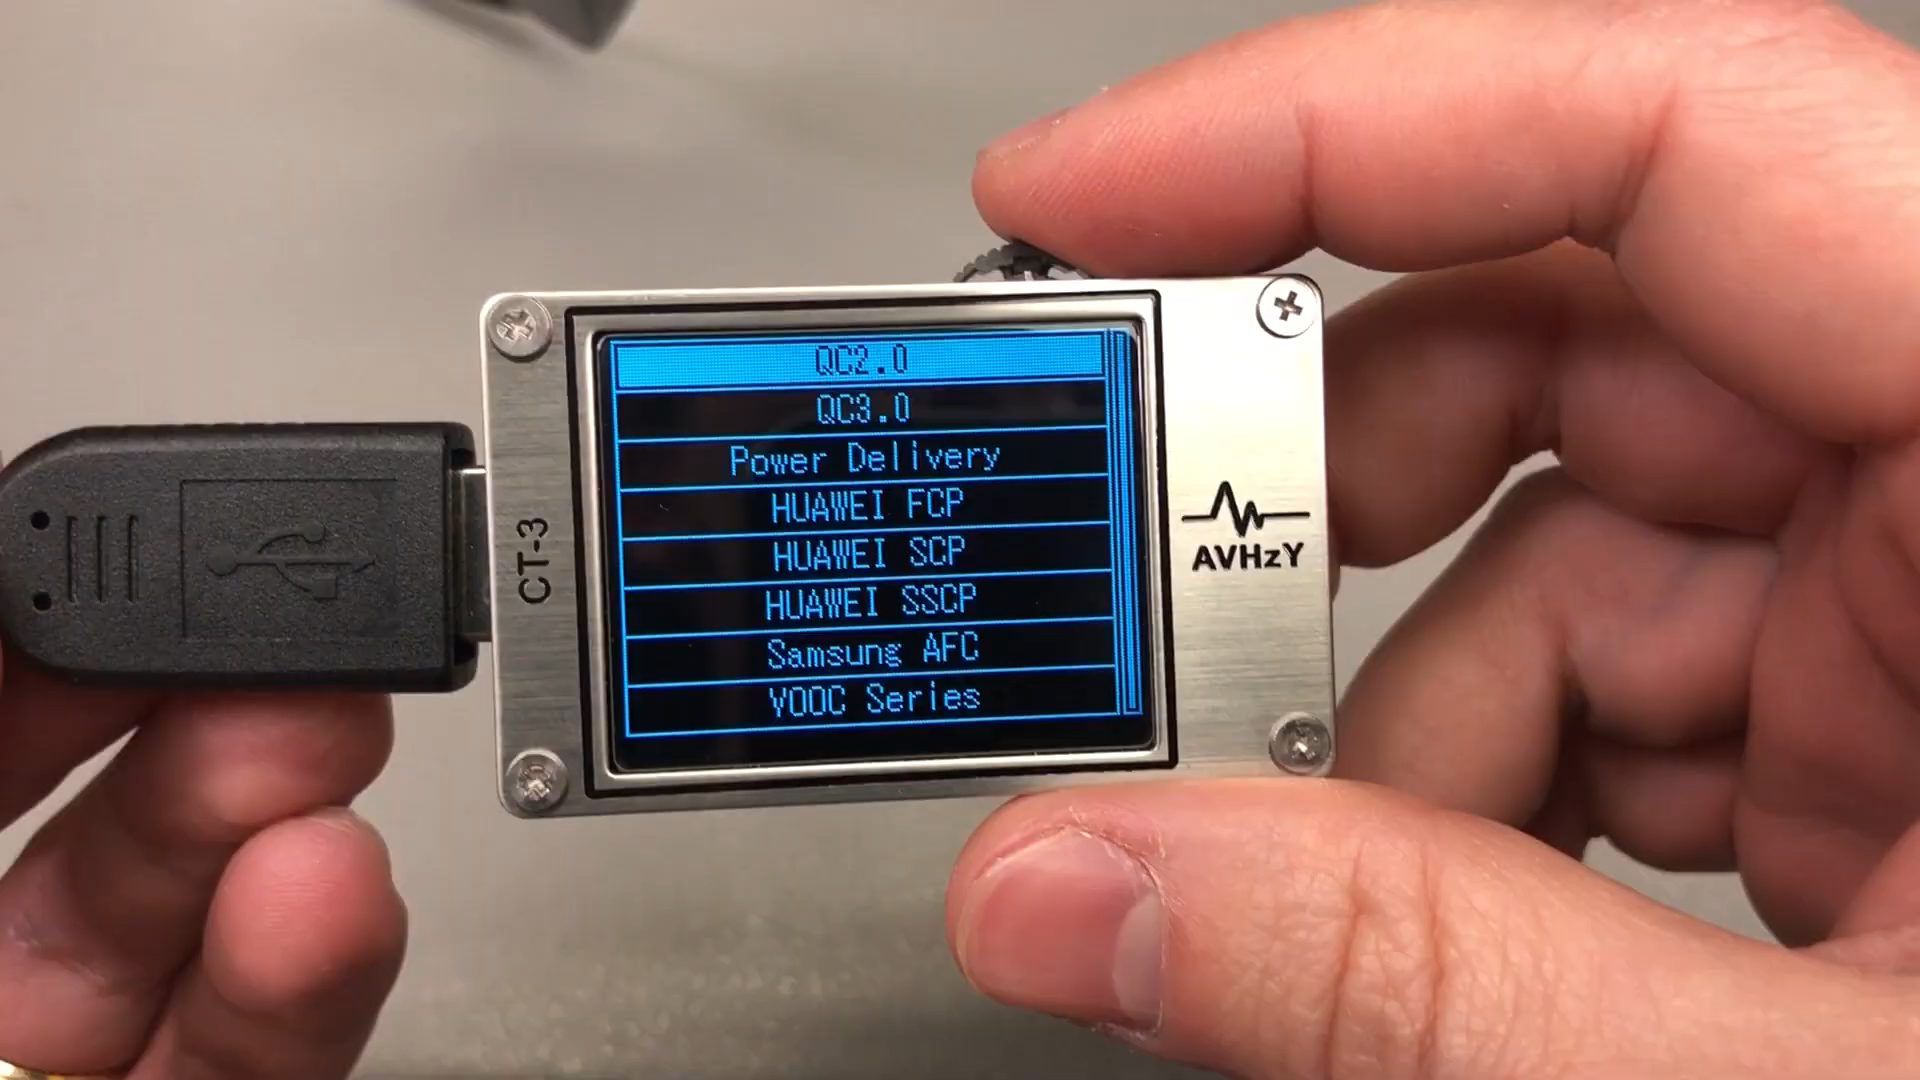 QC2.0
QC3.0
Power Delivery
HUAWEI FCP
HUAWEI SCP
HUAWEI SSCP
Samsung AFC
VOOC Series
CT-3
AVHzY